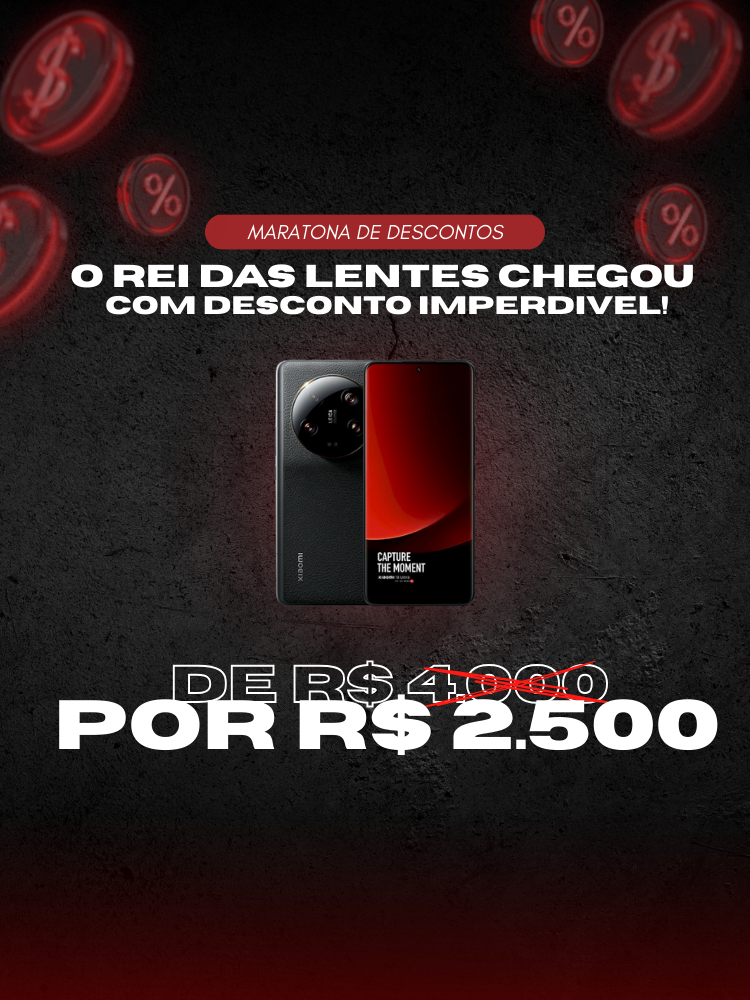 $
%
$
%
%
$
MARATONA DE DESCONTOS
O REI DAS LENTES CHEGOU
COM DESCONTO IMPERDIVEL!
xiaomi
CAPTURE
THE MOMENT
DE R$ 4.000
POR R$ 2.500